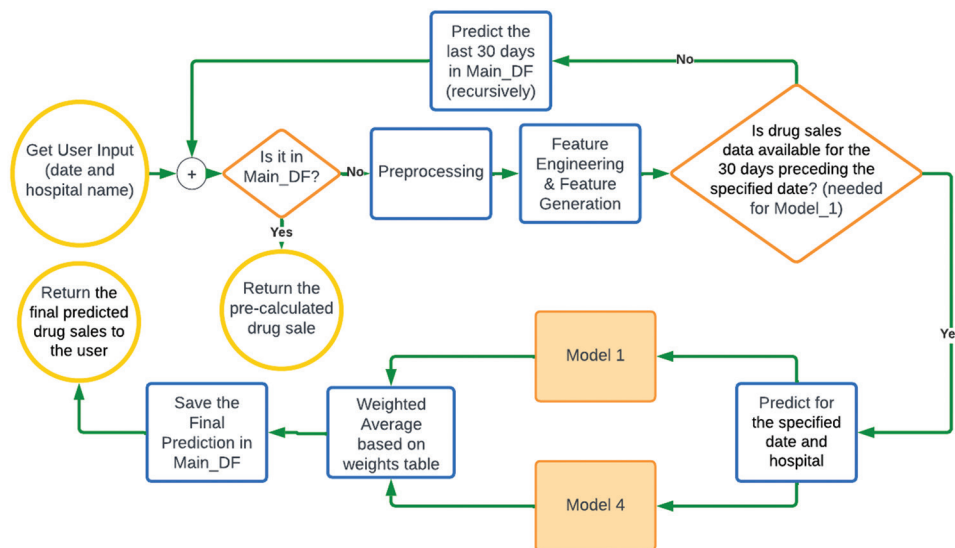 Predict the
last 30 days
in Main_DF
(recursively)
No
Get User Input
(date and
hospital name)
+
Is it in
Main_DF?
No
Preprocessing
Feature
Engineering
& Feature
Generation
Is drug sales
data available for
the 30 days preceding
the specified
date? (needed
for Model_1)
Yes
Return the
pre-calculated
drug sale
Ye
Return the
final predicted
drug sales to
the user
Save the
Final
Prediction in
Main_DF
Weighted
Average
based on
weights table
Model 1
Model 4
Predict for
the specified
date and
hospital